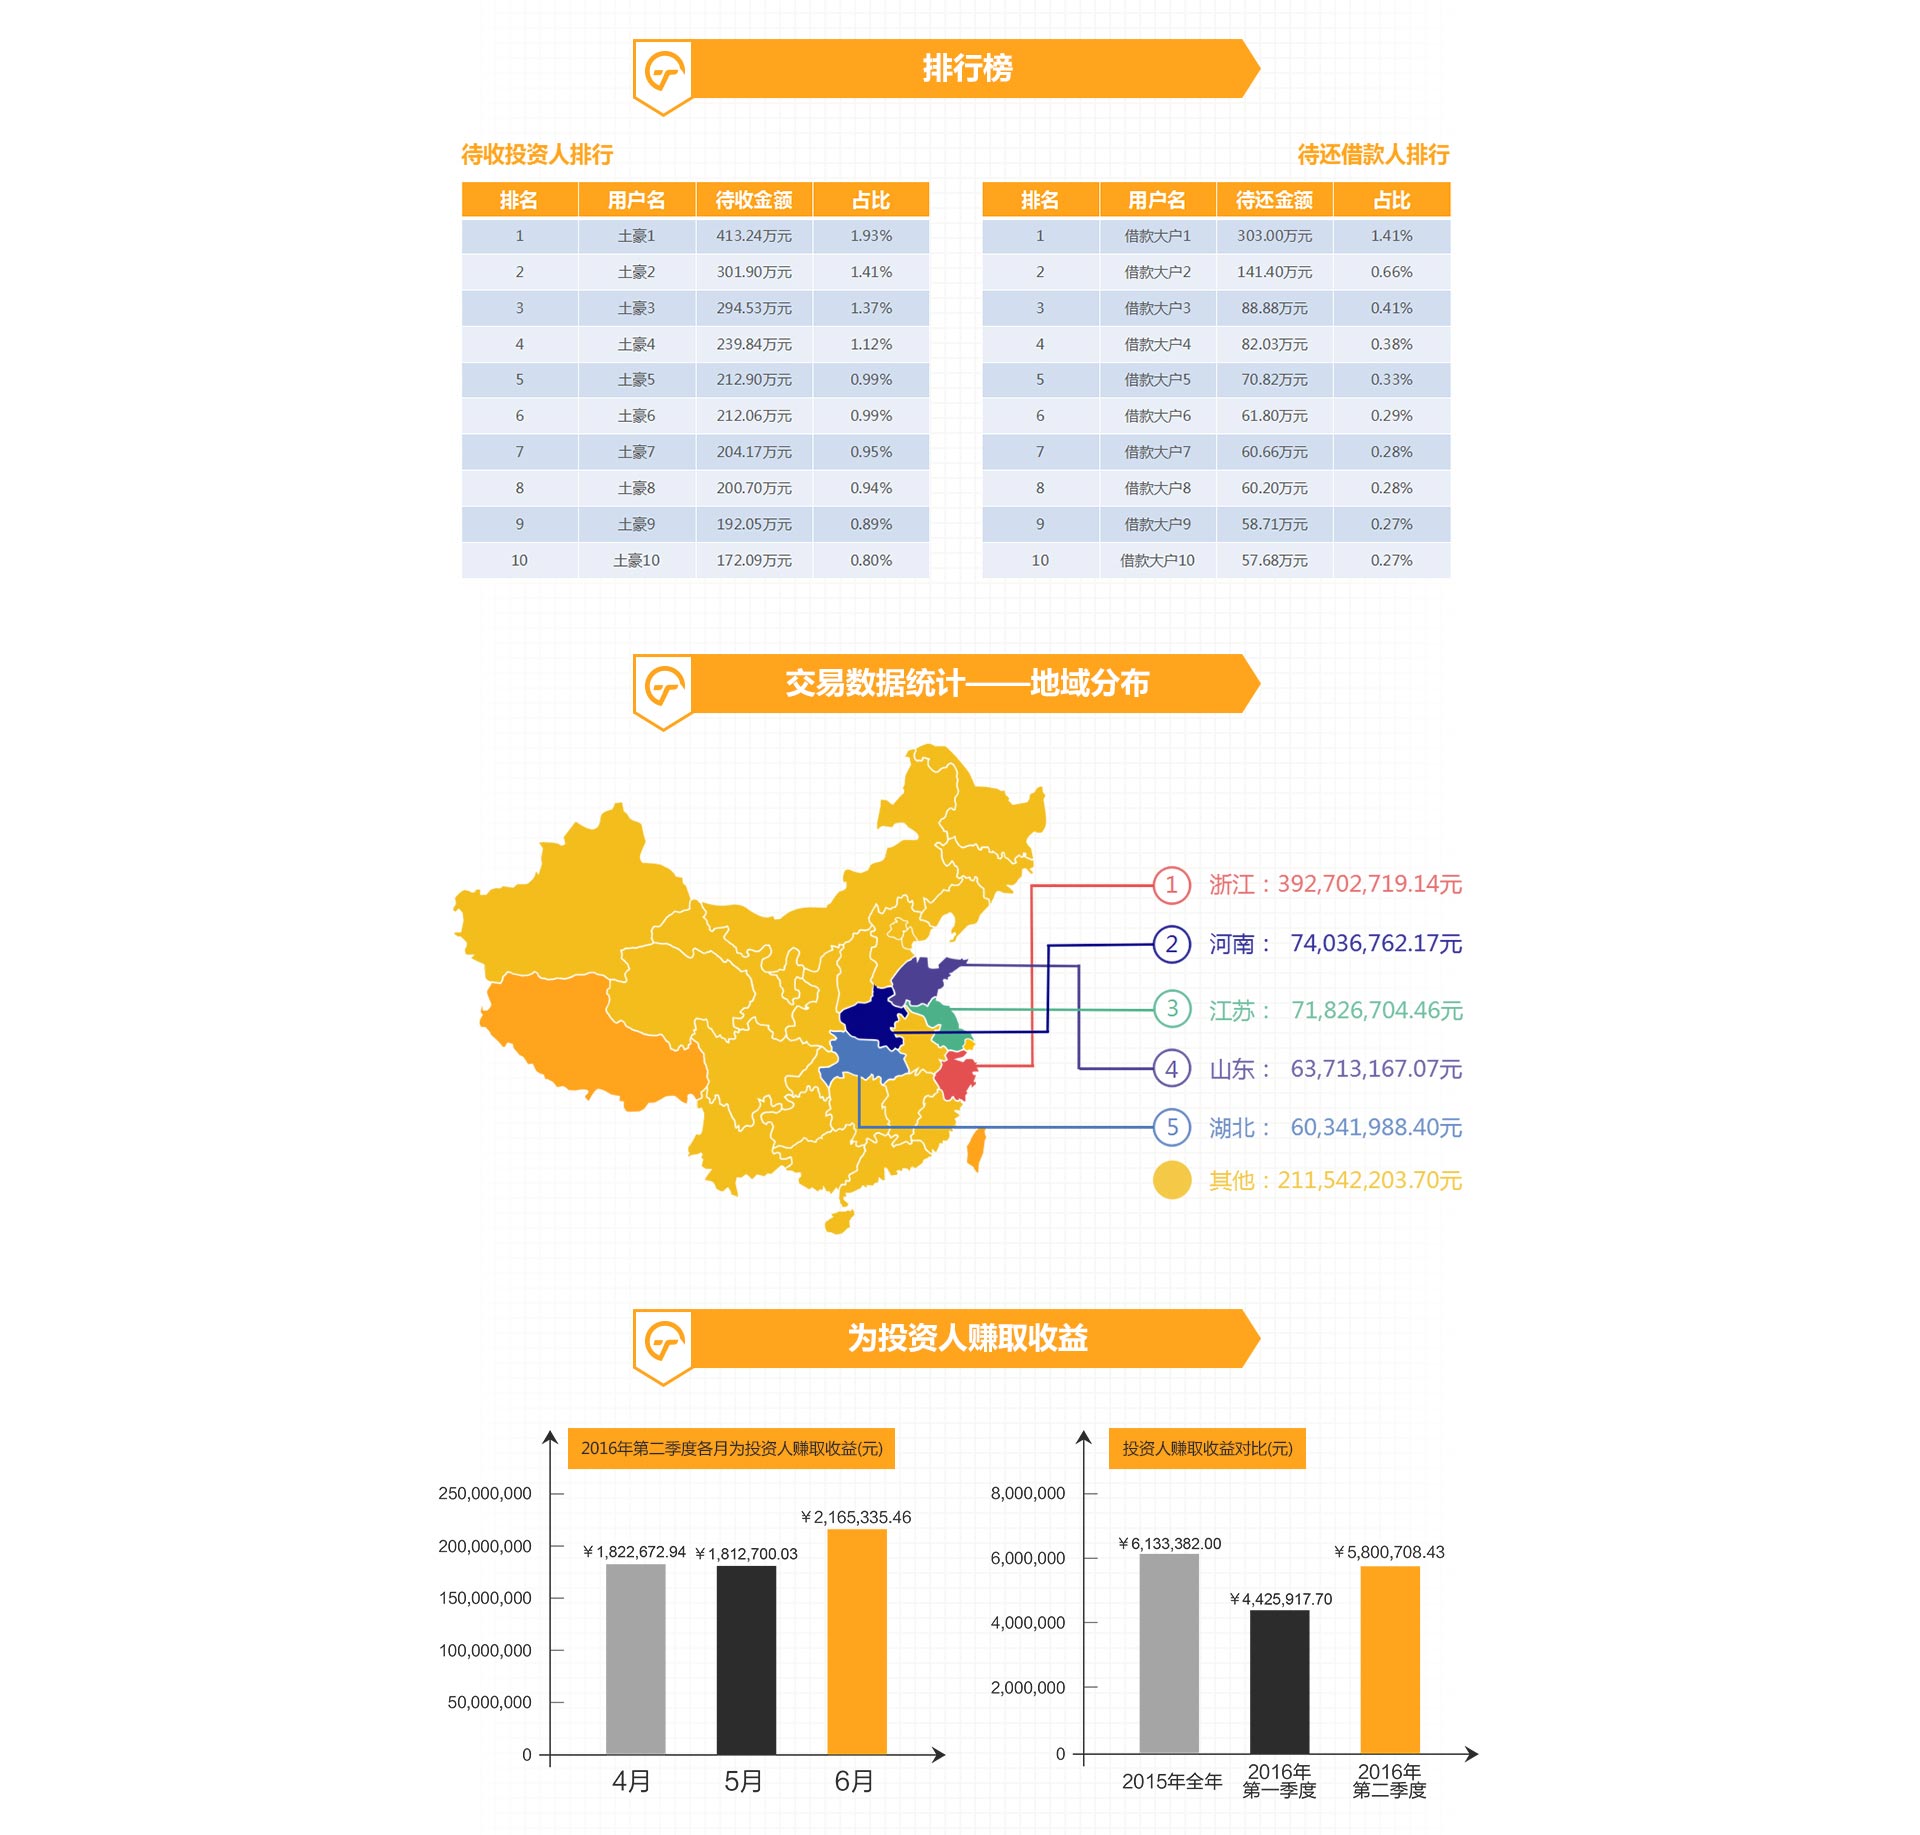 排行榜
待收投资人排行
排名 用户名 待收金额 占比
1 土豪1 413.24万元 1.93%
2 土豪2 301.90万元 1.41%
3 土豪3 294.53万元 1.37%
4 土豪4 239.84万元 1.12%
5 土豪5 212.90万元 0.99%
6 土豪6 212.06万元 0.99%
7 土豪7 204.17万元 0.95%
8 土豪8 200.70万元 0.94%
9 土豪9 192.05万元 0.89%
10 土豪10 172.09万元 0.80%
待还借款人排行
排名 用户名 待还金额 占比
1 借款大户1 303.00万元 1.41%
2 借款大户2 141.40万元 0.66%
3 借款大户3 88.88万元 0.41%
4 借款大户4 82.03万元 0.38%
5 借款大户5 70.82万元 0.33%
6 借款大户6 61.80万元 0.29%
7 借款大户7 60.66万元 0.28%
8 借款大户8 60.20万元 0.28%
9 借款大户9 58.71万元 0.27%
10 借款大户10 57.68万元 0.27%
交易数据统计——地域分布
1 浙江：392,702,719.14元
2 河南： 74,036,762.17元
3 江苏： 71,826,704.46元
4 山东： 63,713,167.07元
5 湖北： 60,341,988.40元
其他：211,542,203.70元
为投资人赚取收益
2016年第二季度各月为投资人赚取收益(元)
250,000,000
200,000,000
150,000,000
100,000,000
50,000,000
0
￥1,822,672.94
￥1,812,700.03
￥2,165,335.46
4月
5月
6月
投资人赚取收益对比(元)
8,000,000
6,000,000
4,000,000
2,000,000
0
￥6,133,382.00
￥4,425,917.70
￥5,800,708.43
2015年全年
2016年
第一季度
2016年
第二季度